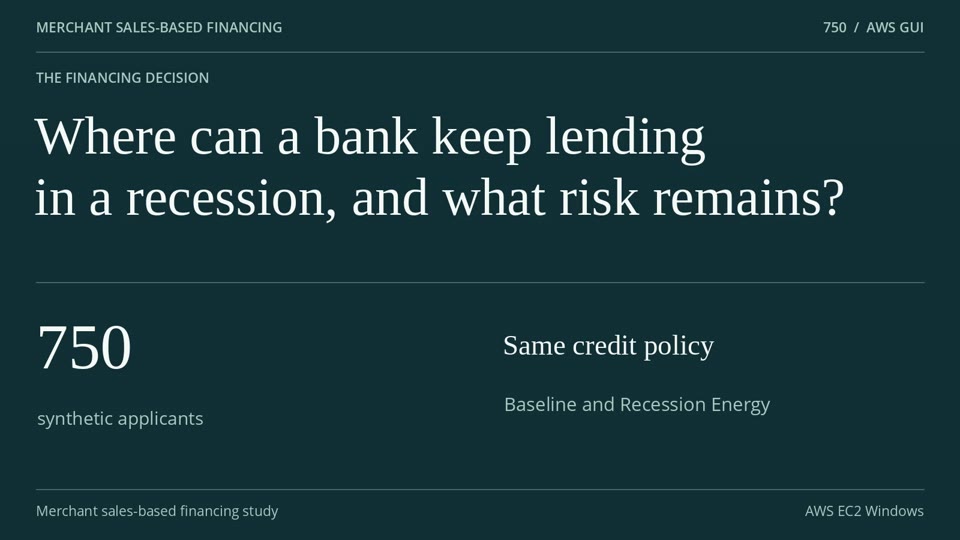 MERCHANT SALES-BASED FINANCING
750 / AWS GUI
THE FINANCING DECISION
Where can a bank keep lending
in a recession, and what risk remains?
750
synthetic applicants
Same credit policy
Baseline and Recession Energy
Merchant sales-based financing study
AWS EC2 Windows